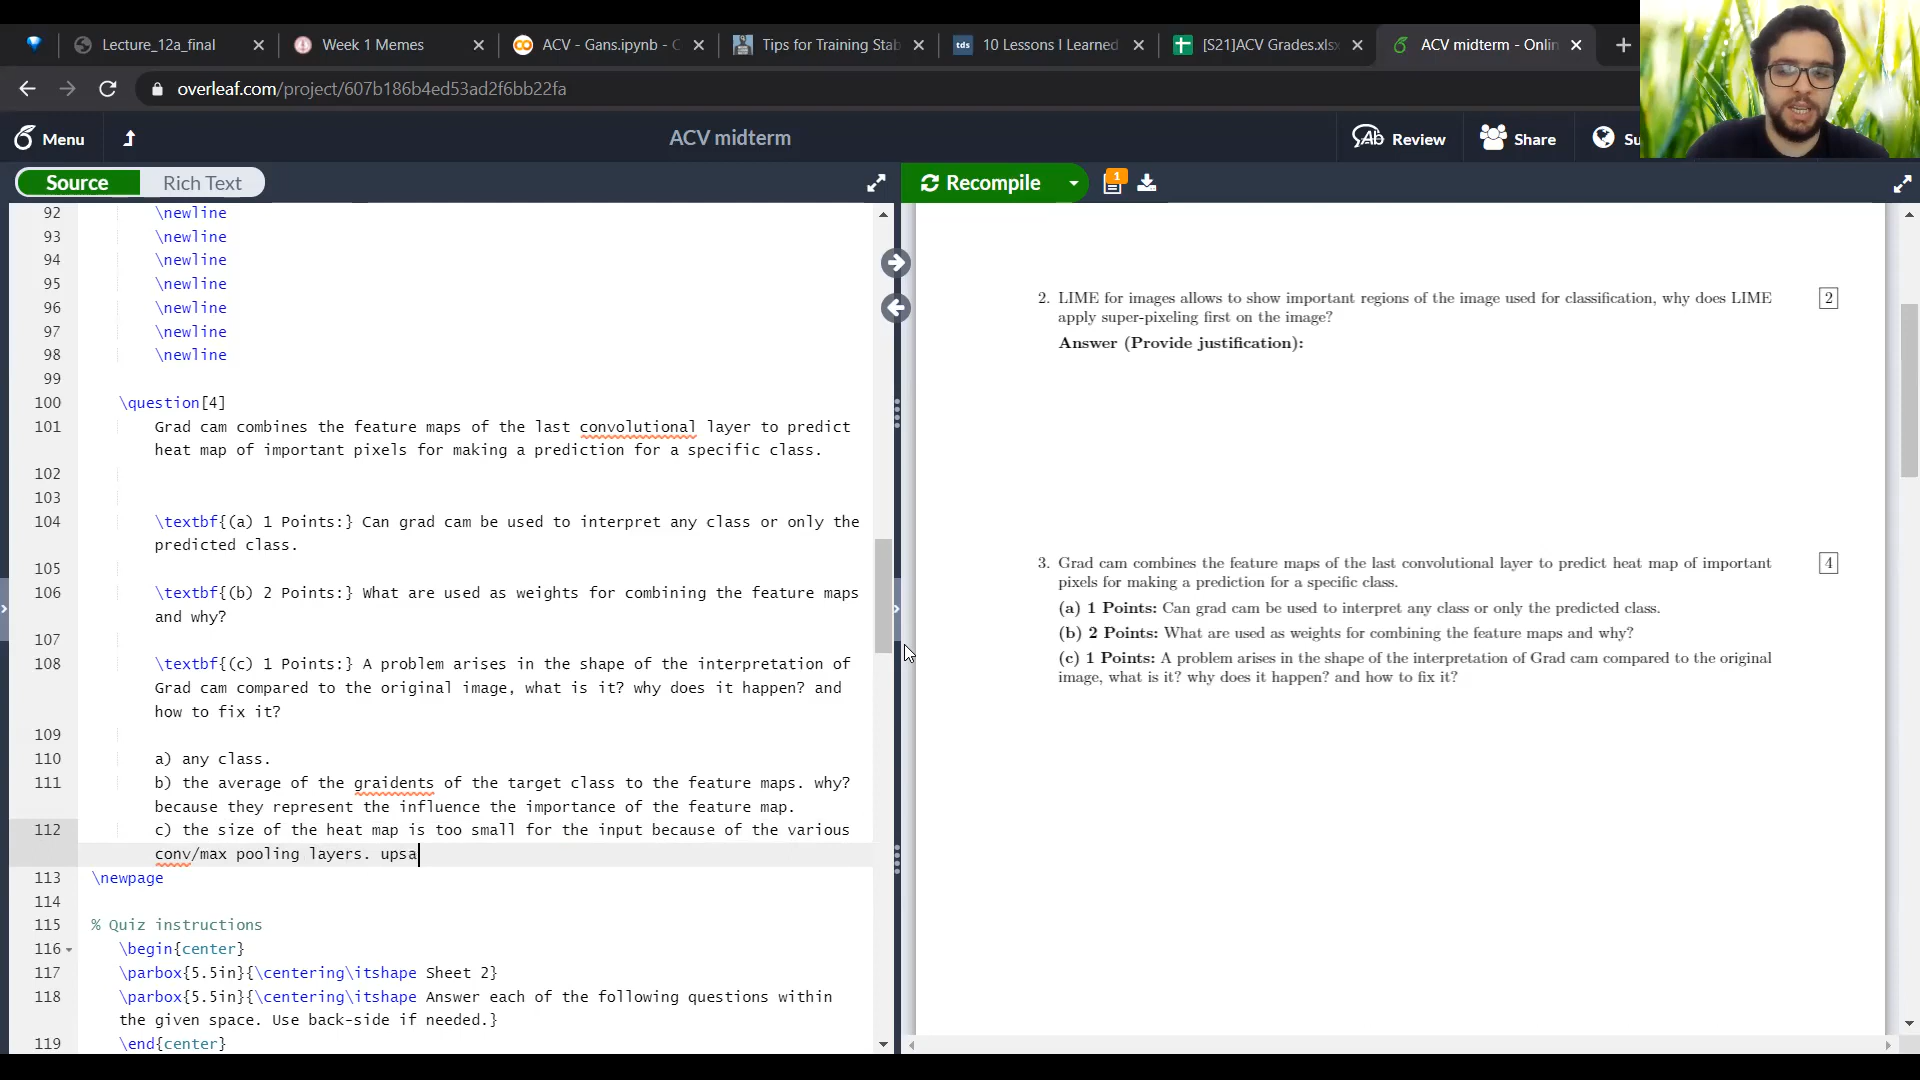 Lecture_12a_final
Week 1 Memes
ACV - Gans.ipynb - C
Tips for Training Stab
tds 10 Lessons I Learned
[S21]ACV Grades.xlsx
ACV midterm - Onlin
overleaf.com/project/607b186b4ed53ad2f6bb22fa
Menu
ACV midterm
Review
Share
Su
Source
Rich Text
Recompile
1
92 \newline
93 \newline
94 \newline
95 \newline
96 \newline
97 \newline
98 \newline
99
100 \question[4]
101 Grad cam combines the feature maps of the last convolutional layer to predict
heat map of important pixels for making a prediction for a specific class.
102
103
104 \textbf{(a) 1 Points:} Can grad cam be used to interpret any class or only the
predicted class.
105
106 \textbf{(b) 2 Points:} What are used as weights for combining the feature maps
and why?
107
108 \textbf{(c) 1 Points:} A problem arises in the shape of the interpretation of
Grad cam compared to the original image, what is it? why does it happen? and
how to fix it?
109
110 a) any class.
111 b) the average of the graidents of the target class to the feature maps. why?
because they represent the influence the importance of the feature map.
112 c) the size of the heat map is too small for the input because of the various
conv/max pooling layers. upsa
113 \newpage
114
115 % Quiz instructions
116 \begin{center}
117 \parbox{5.5in}{\centering\itshape Sheet 2}
118 \parbox{5.5in}{\centering\itshape Answer each of the following questions within
the given space. Use back-side if needed.}
119 \end{center}
2. LIME for images allows to show important regions of the image used for classification, why does LIME
apply super-pixeling first on the image?
2
Answer (Provide justification):
3. Grad cam combines the feature maps of the last convolutional layer to predict heat map of important
pixels for making a prediction for a specific class.
4
(a) 1 Points: Can grad cam be used to interpret any class or only the predicted class.
(b) 2 Points: What are used as weights for combining the feature maps and why?
(c) 1 Points: A problem arises in the shape of the interpretation of Grad cam compared to the original
image, what is it? why does it happen? and how to fix it?